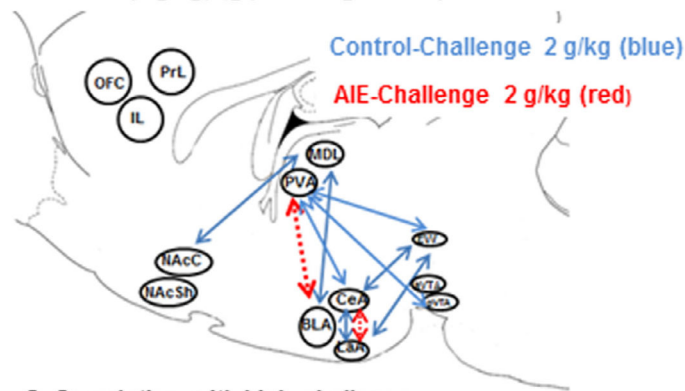 Control-Challenge 2 g/kg (blue)
AIE-Challenge 2 g/kg (red)
OFC
PrL
IL
MDL
PVA
NAcC
NAcSh
CeA
BLA
LaA